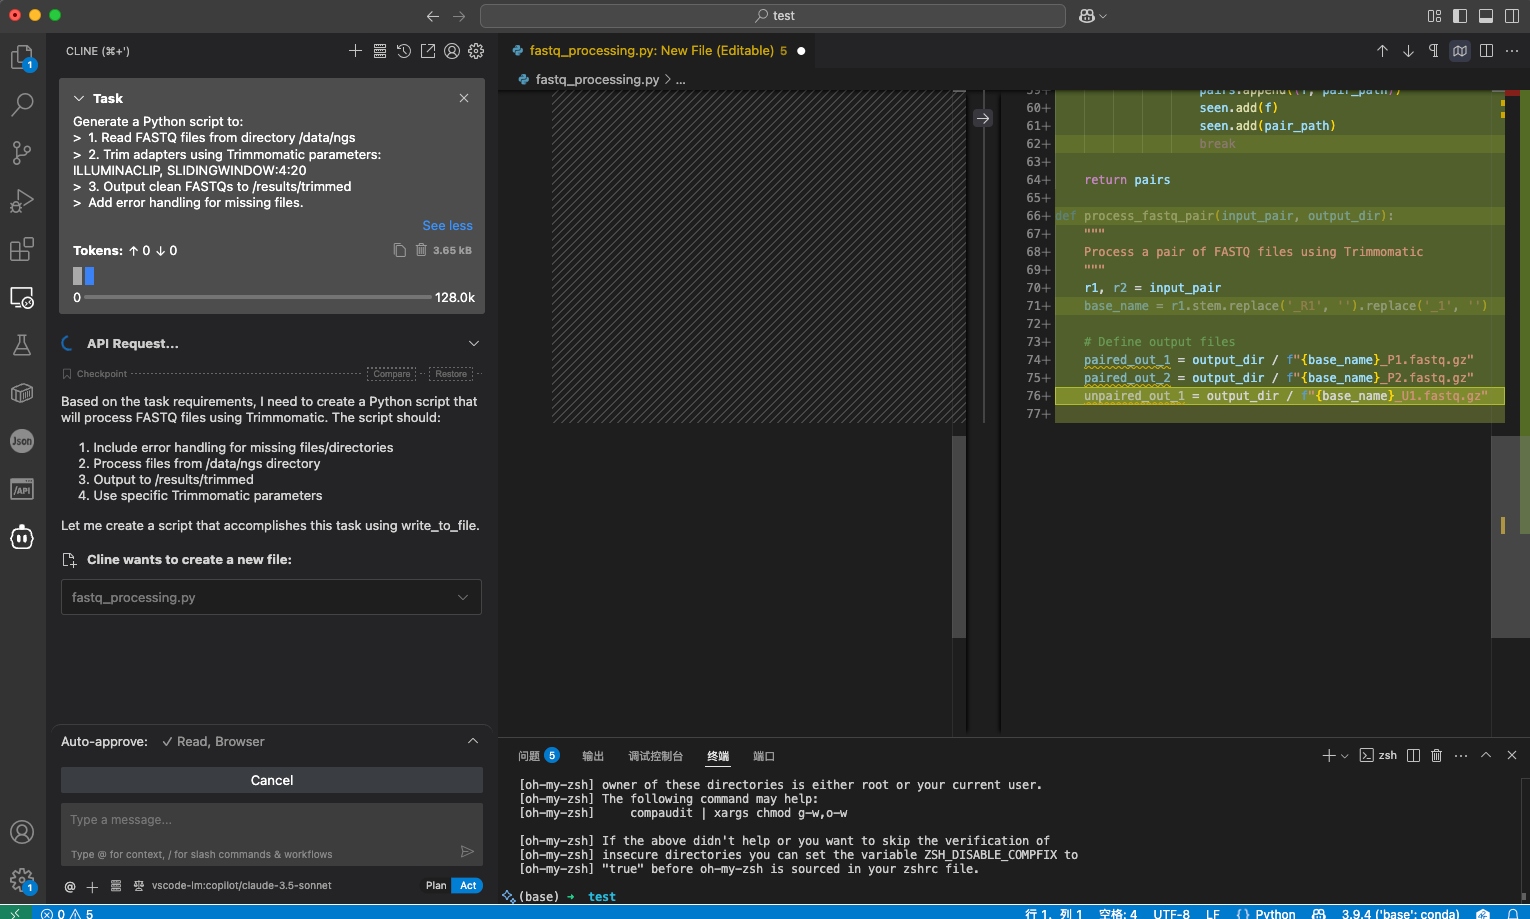 test
CLINE (⌘+')
fastq_processing.py: New File (Editable) 5
fastq_processing.py > ...
1
Task
Generate a Python script to:
> 1. Read FASTQ files from directory /data/ngs
> 2. Trim adapters using Trimmomatic parameters:
ILLUMINACLIP, SLIDINGWINDOW:4:20
> 3. Output clean FASTQs to /results/trimmed
> Add error handling for missing files.
See less
Tokens: ↑ 0 ↓ 0
3.65 kB
0
128.0k
API Request...
Checkpoint
Compare
Restore
Based on the task requirements, I need to create a Python script that
will process FASTQ files using Trimmomatic. The script should:
1. Include error handling for missing files/directories
2. Process files from /data/ngs directory
3. Output to /results/trimmed
4. Use specific Trimmomatic parameters
Let me create a script that accomplishes this task using write_to_file.
Cline wants to create a new file:
fastq_processing.py
Json
/API
Auto-approve: ✓ Read, Browser
Cancel
Type a message...
Type @ for context, / for slash commands & workflows
@
vscode-lm:copilot/claude-3.5-sonnet
Plan
Act
1
59+ pairs.append((f, pair_path))
60+ seen.add(f)
61+ seen.add(pair_path)
62+ break
63+
64+ return pairs
65+
66+ def process_fastq_pair(input_pair, output_dir):
67+ """
68+ Process a pair of FASTQ files using Trimmomatic
69+ """
70+ r1, r2 = input_pair
71+ base_name = r1.stem.replace('_R1', '').replace('_1', '')
72+
73+ # Define output files
74+ paired_out_1 = output_dir / f"{base_name}_P1.fastq.gz"
75+ paired_out_2 = output_dir / f"{base_name}_P2.fastq.gz"
76+ unpaired_out_1 = output_dir / f"{base_name}_U1.fastq.gz"
77+
问题 5
输出
调试控制台
终端
端口
zsh
[oh-my-zsh] owner of these directories is either root or your current user.
[oh-my-zsh] The following command may help:
[oh-my-zsh] compaudit | xargs chmod g-w,o-w
[oh-my-zsh] If the above didn't help or you want to skip the verification of
[oh-my-zsh] insecure directories you can set the variable ZSH_DISABLE_COMPFIX to
[oh-my-zsh] "true" before oh-my-zsh is sourced in your zshrc file.
(base) → test
0 5
行 1, 列 1
空格: 4
UTF-8
LF
{ } Python
3.9.4 ('base': conda)